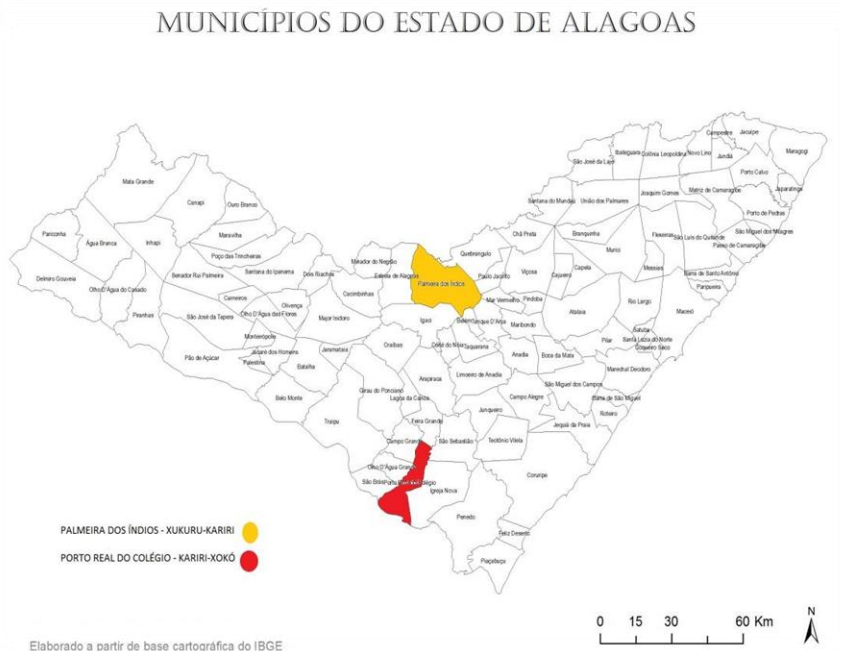 MUNICÍPIOS DO ESTADO DE ALAGOAS
Campestre
Jacuípe
Ibateguara
Colônia Leopoldina
Novo Lino
Jundiá
Maragogi
São José da Laje
Porto Calvo
Mata Grande
Joaquim Gomes
Matriz de Camaragibe
Japaratinga
Canapi
Ouro Branco
Santana do Mundaú
União dos Palmares
Porto de Pedras
Pariconha
Água Branca
Inhapi
Maravilha
Chã Preta
Branquinha
Flexeiras
São Luís do Quitunde
São Miguel dos Milagres
Passo de Camaragibe
Quebrangulo
Murici
Poço das Trincheiras
Minador do Negrão
Estrela de Alagoas
Delmiro Gouveia
Senador Rui Palmeira
Santana do Ipanema
Dois Riachos
Palmeira dos Índios
Paulo Jacinto
Viçosa
Cajueiro
Capela
Messias
Barra de Santo Antônio
Paripueira
Olho D'Água do Casado
Carneiros
Cacimbinhas
Mar Vermelho
Pindoba
Rio Largo
Piranhas
São José da Tapera
Olivença
Olho D'Água das Flores
Major Isidoro
Igaci
Belém
Tanque D'Arca
Maribondo
Atalaia
Maceió
Satuba
Santa Luzia do Norte
Coqueiro Seco
Pilar
Monteirópolis
Craíbas
Coité do Nóia
Taquarana
Pão de Açúcar
Jacaré dos Homens
Palestina
Jaramataia
Anadia
Boca da Mata
Batalha
Arapiraca
Limoeiro de Anadia
Marechal Deodoro
São Miguel dos Campos
Belo Monte
Girau do Ponciano
Lagoa da Canoa
Campo Alegre
Barra de São Miguel
Junqueiro
Roteiro
Traipu
Feira Grande
Jequiá da Praia
Campo Grande
São Sebastião
Teotônio Vilela
Olho D'Água Grande
Coruripe
São Brás
Porto Real do Colégio
Igreja Nova
Penedo
Feliz Deserto
Piaçabuçu
PALMEIRA DOS ÍNDIOS - XUKURU-KARIRI
PORTO REAL DO COLÉGIO - KARIRI-XOKÓ
N
0 15 30 60 Km
Elaborado a partir de base cartográfica do IBGE